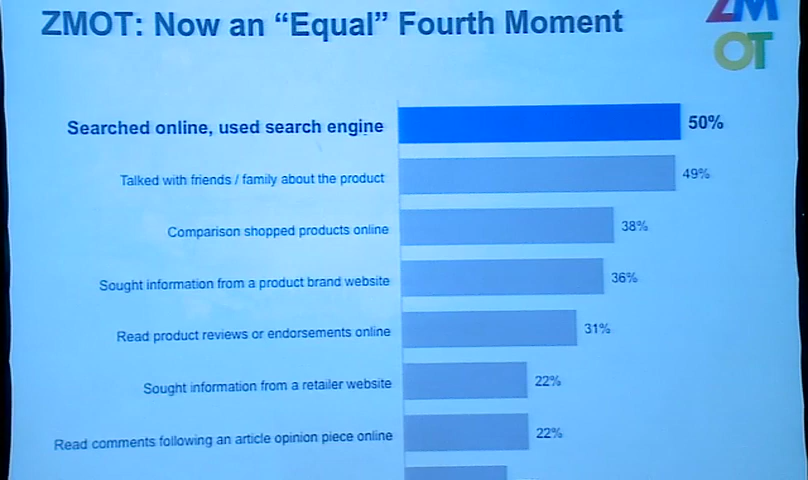 ZMOT: Now an “Equal” Fourth Moment
ZM
OT
Searched online, used search engine 50%
Talked with friends / family about the product 49%
Comparison shopped products online 38%
Sought information from a product brand website 36%
Read product reviews or endorsements online 31%
Sought information from a retailer website 22%
Read comments following an article opinion piece online 22%